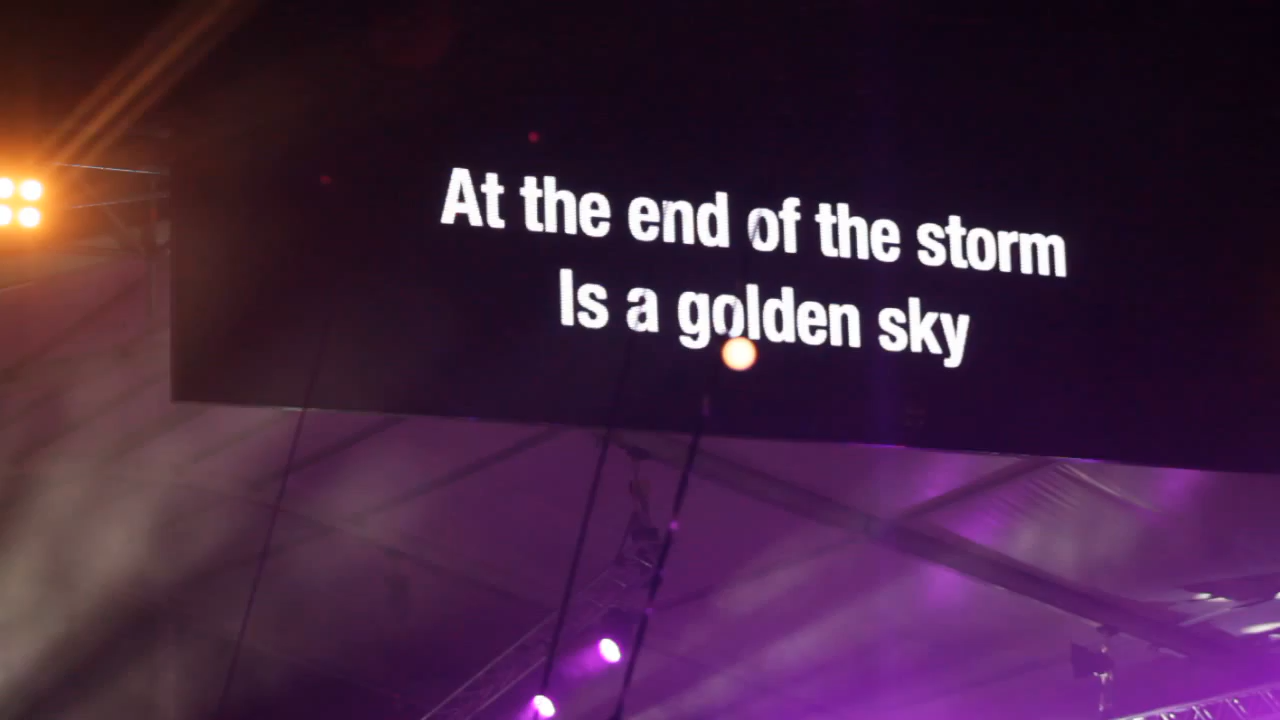 At the end of the storm
Is a golden sky